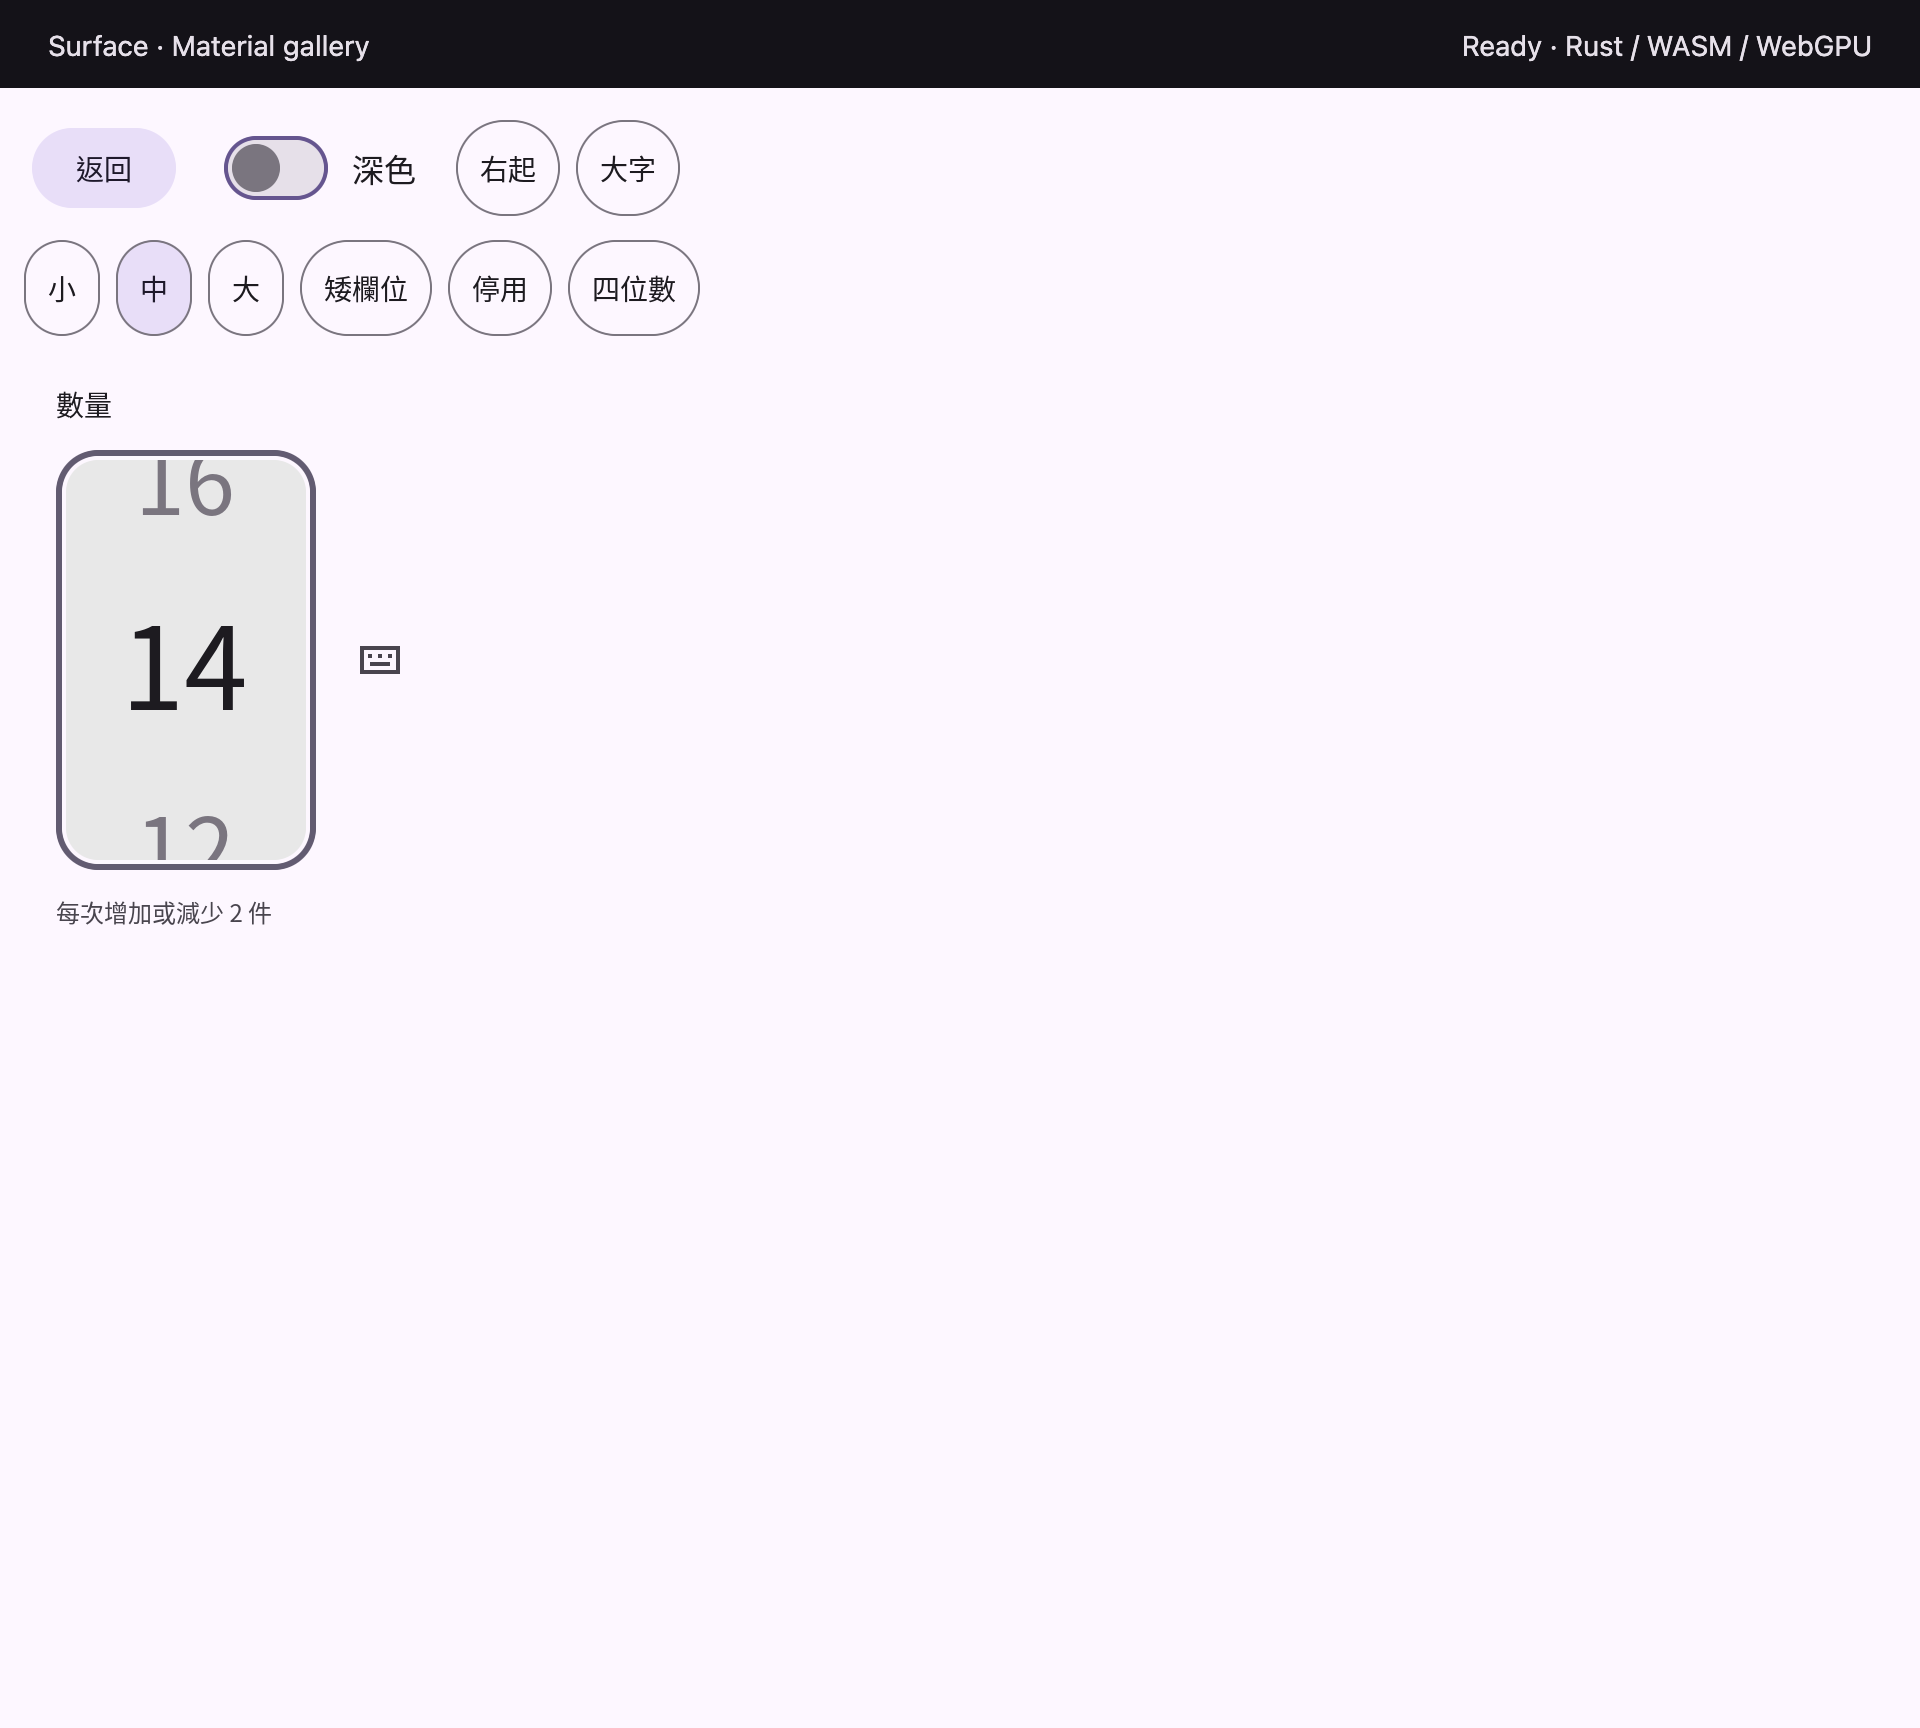 Surface · Material gallery
Ready · Rust / WASM / WebGPU
返回
深色
右起
大字
小
中
大
矮欄位
停用
四位數
數量
16
14
12
每次增加或減少 2 件